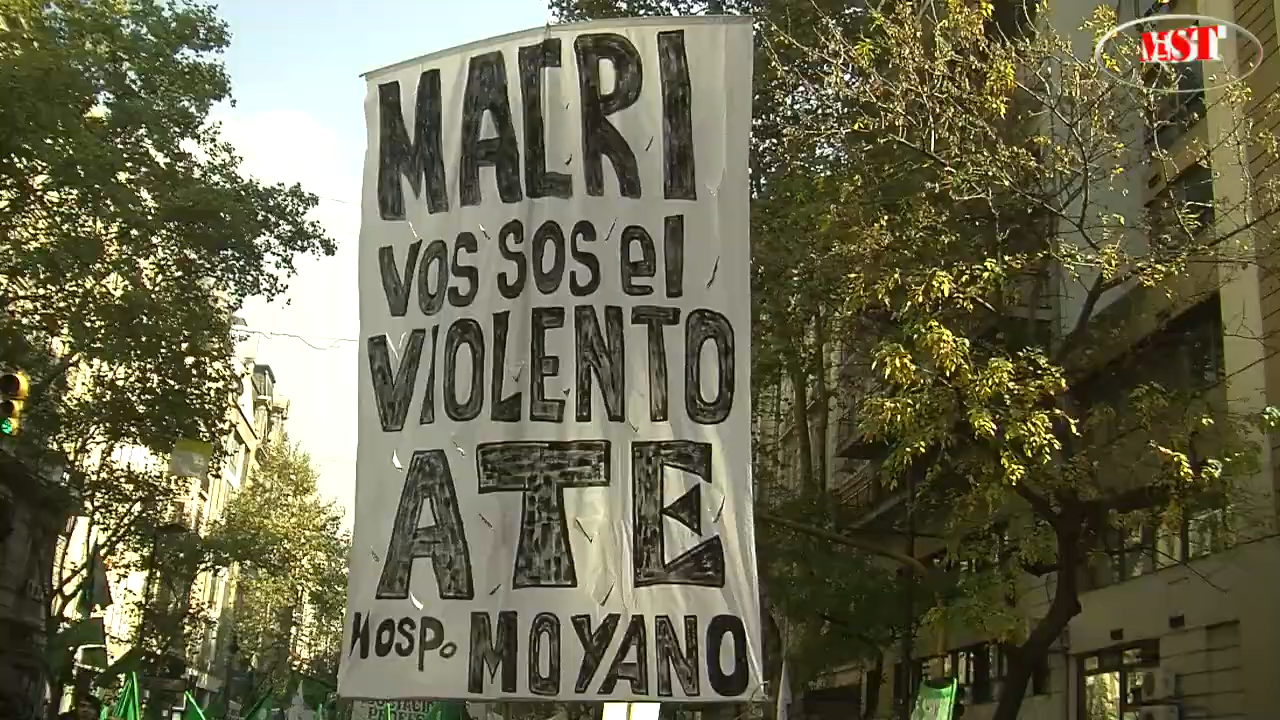 MST
MACRI
VOS SOS el
VIOLENTO
ATE
HOSPo MOYANO